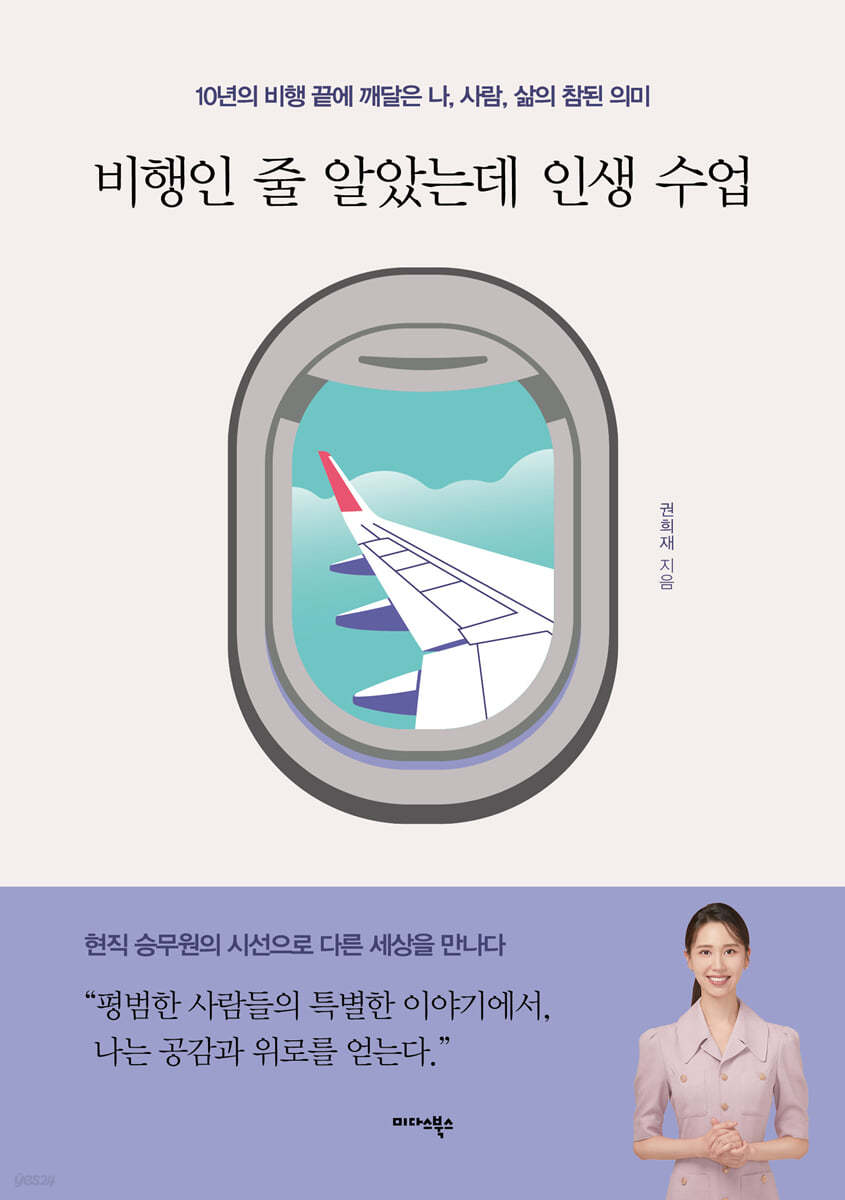 10년의 비행 끝에 깨달은 나, 사람, 삶의 참된 의미
비행인 줄 알았는데 인생 수업
권희재 지음
현직 승무원의 시선으로 다른 세상을 만나다
“평범한 사람들의 특별한 이야기에서,
나는 공감과 위로를 얻는다.”
미다스북스
yes24